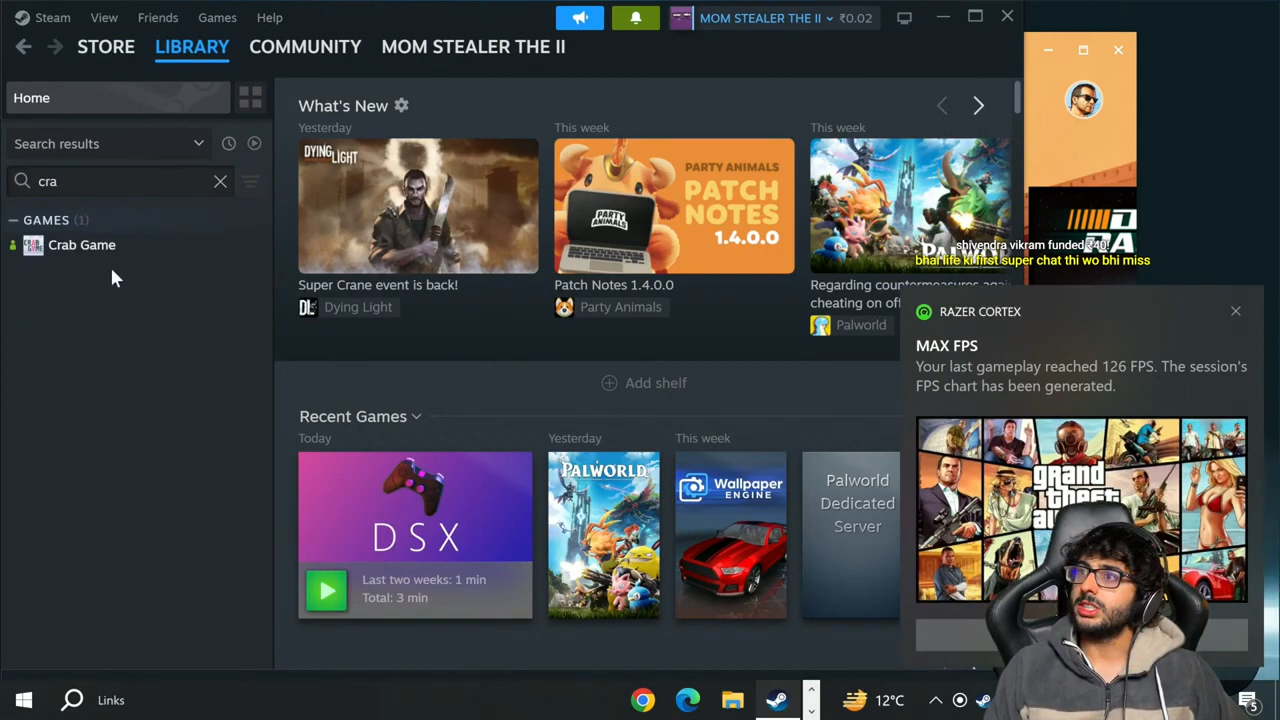 Steam View Friends Games Help
MOM STEALER THE II ₹0.02
STORE LIBRARY COMMUNITY MOM STEALER THE II
Home
Search results
cra
GAMES (1)
Crab Game
What's New
Yesterday
DYING LIGHT
Super Crane event is back!
DL Dying Light
This week
PARTY ANIMALS
PATCH NOTES
1.4.0.0
PARTY ANIMALS
Patch Notes 1.4.0.0
Party Animals
This week
Regarding countermeasures aga
cheating on off
Palworld
Add shelf
Recent Games
Today
DSX
Last two weeks: 1 min
Total: 3 min
Yesterday
PALWORLD
This week
Wallpaper
ENGINE
Palworld
Dedicated
Server
shivendra vikram funded ₹40!
bhai life ki first super chat thi wo bhi miss
RAZER CORTEX
MAX FPS
Your last gameplay reached 126 FPS. The session's
FPS chart has been generated.
grand
theft
Links
12°C
5